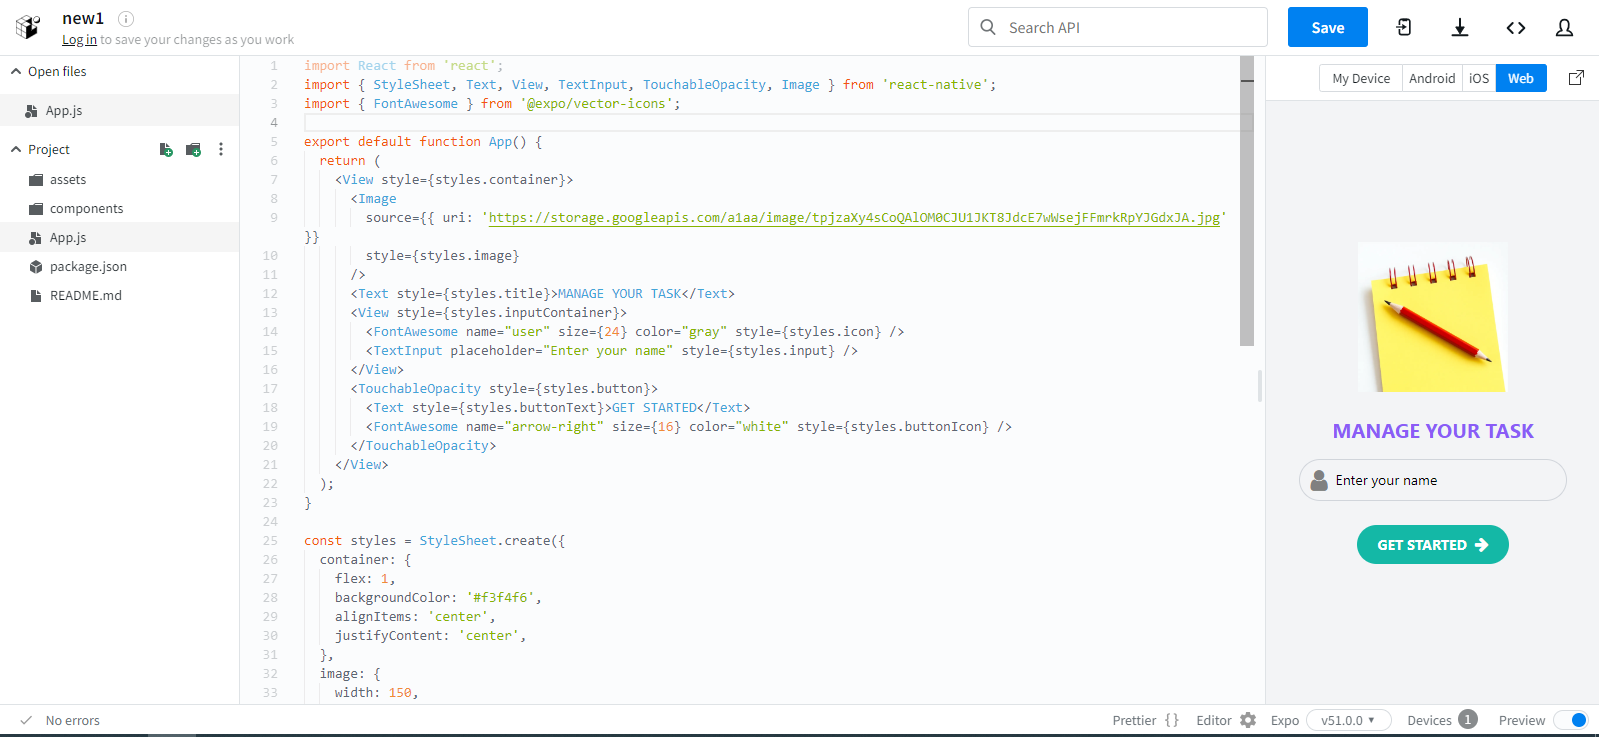 new1
Log in to save your changes as you work
Search API
Save
Open files
App.js
Project
assets
components
App.js
package.json
README.md
1 import React from 'react';
2 import { StyleSheet, Text, View, TextInput, TouchableOpacity, Image } from 'react-native';
3 import { FontAwesome } from '@expo/vector-icons';
4
5 export default function App() {
6 return (
7 <View style={styles.container}>
8 <Image
9 source={{ uri: 'https://storage.googleapis.com/a1aa/image/tpjzaXy4sCoQAlOM0CJU1JKT8JdcE7wWsejFFmrkRpYJGdxJA.jpg'
}}
10 style={styles.image}
11 />
12 <Text style={styles.title}>MANAGE YOUR TASK</Text>
13 <View style={styles.inputContainer}>
14 <FontAwesome name="user" size={24} color="gray" style={styles.icon} />
15 <TextInput placeholder="Enter your name" style={styles.input} />
16 </View>
17 <TouchableOpacity style={styles.button}>
18 <Text style={styles.buttonText}>GET STARTED</Text>
19 <FontAwesome name="arrow-right" size={16} color="white" style={styles.buttonIcon} />
20 </TouchableOpacity>
21 </View>
22 );
23 }
24
25 const styles = StyleSheet.create({
26 container: {
27 flex: 1,
28 backgroundColor: '#f3f4f6',
29 alignItems: 'center',
30 justifyContent: 'center',
31 },
32 image: {
33 width: 150,
My Device Android iOS Web
MANAGE YOUR TASK
Enter your name
GET STARTED
No errors
Prettier {} Editor Expo v51.0.0 Devices 1 Preview